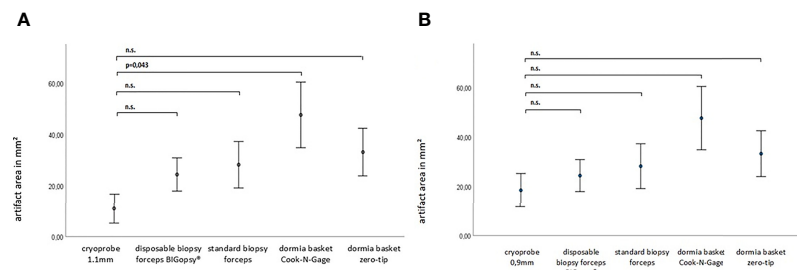 A
artifact area in mm²
60,00
40,00
20,00
0,00
n.s.
p=0,043
n.s.
n.s.
cryoprobe
1.1mm
disposable biopsy
forceps BIGopsy®
standard biopsy
forceps
dormia basket
Cook-N-Gage
dormia basket
zero-tip
B
artifact area in mm²
60,00
40,00
20,00
0,00
n.s.
n.s.
n.s.
n.s.
cryoprobe
0,9mm
disposable
biopsy forceps
standard biopsy
forceps
dormia basket
Cook-N-Gage
dormia basket
zero-tip